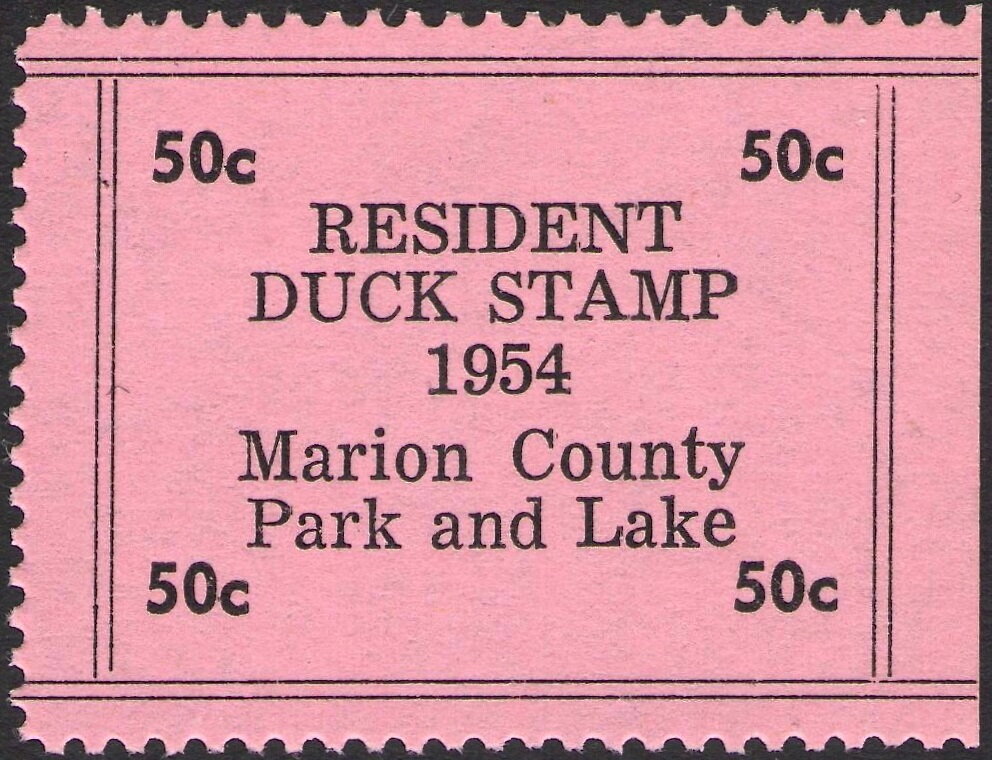 50c 50c
RESIDENT
DUCK STAMP
1954
Marion County
Park and Lake
50c 50c